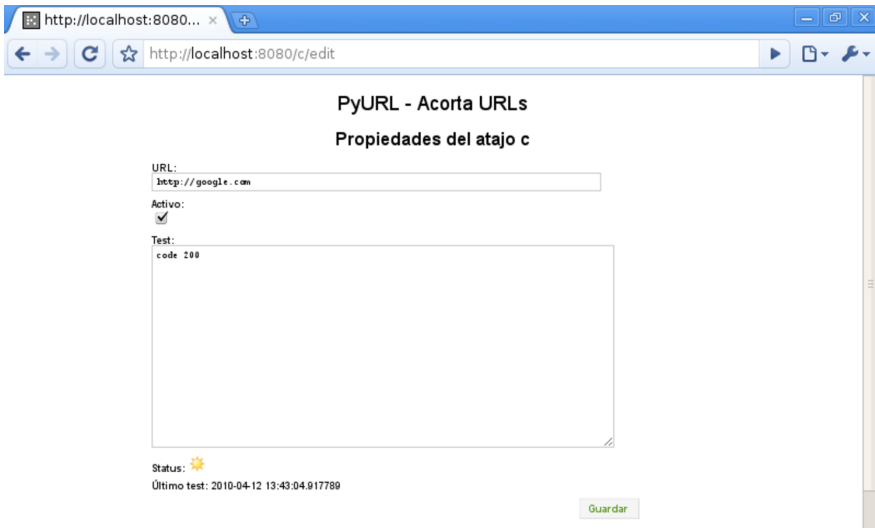 http://localhost:8080...
http://localhost:8080/c/edit
PyURL - Acorta URLs
Propiedades del atajo c
URL:
http://google.com
Activo:
Test:
code 200
Status:
Último test: 2010-04-12 13:43:04.917789
Guardar